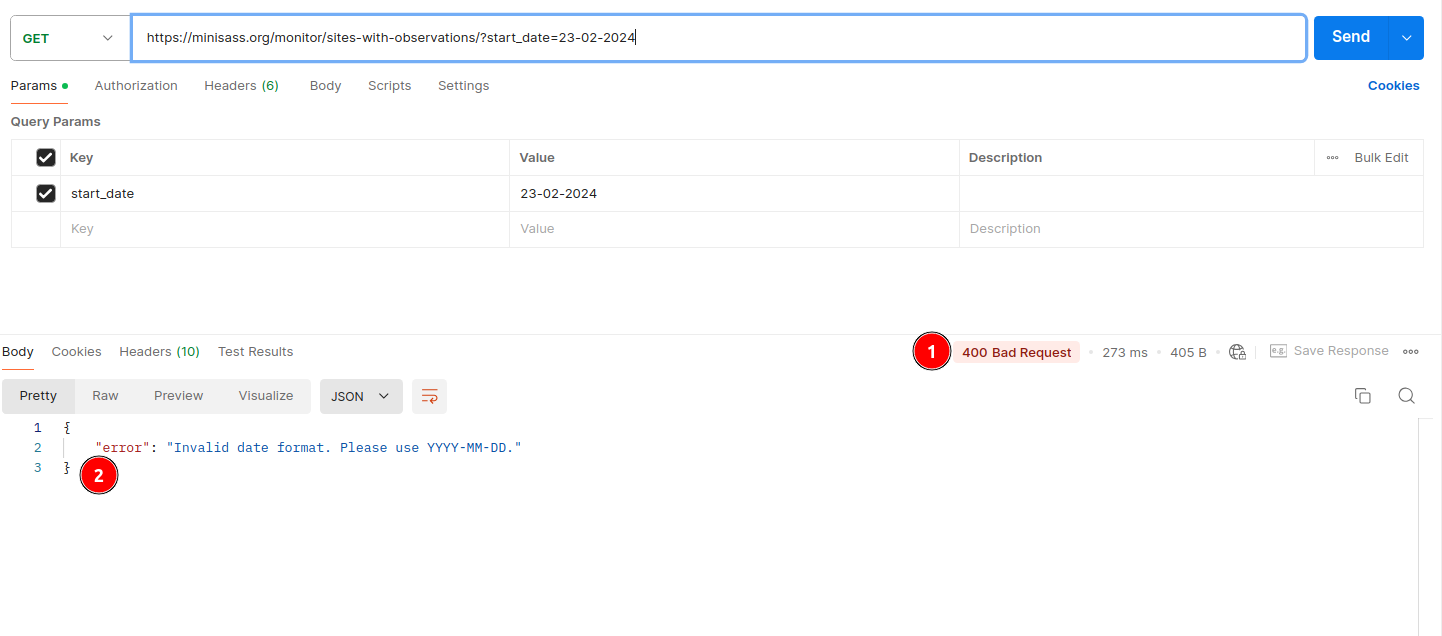 GET https://minisass.org/monitor/sites-with-observations/?start_date=23-02-2024 Send
Params Authorization Headers (6) Body Scripts Settings Cookies
Query Params
Key Value Description Bulk Edit
start_date 23-02-2024
Key Value Description
Body Cookies Headers (10) Test Results 1 400 Bad Request 273 ms 405 B e.g. Save Response
Pretty Raw Preview Visualize JSON
1 {
2 "error": "Invalid date format. Please use YYYY-MM-DD."
3 }
2